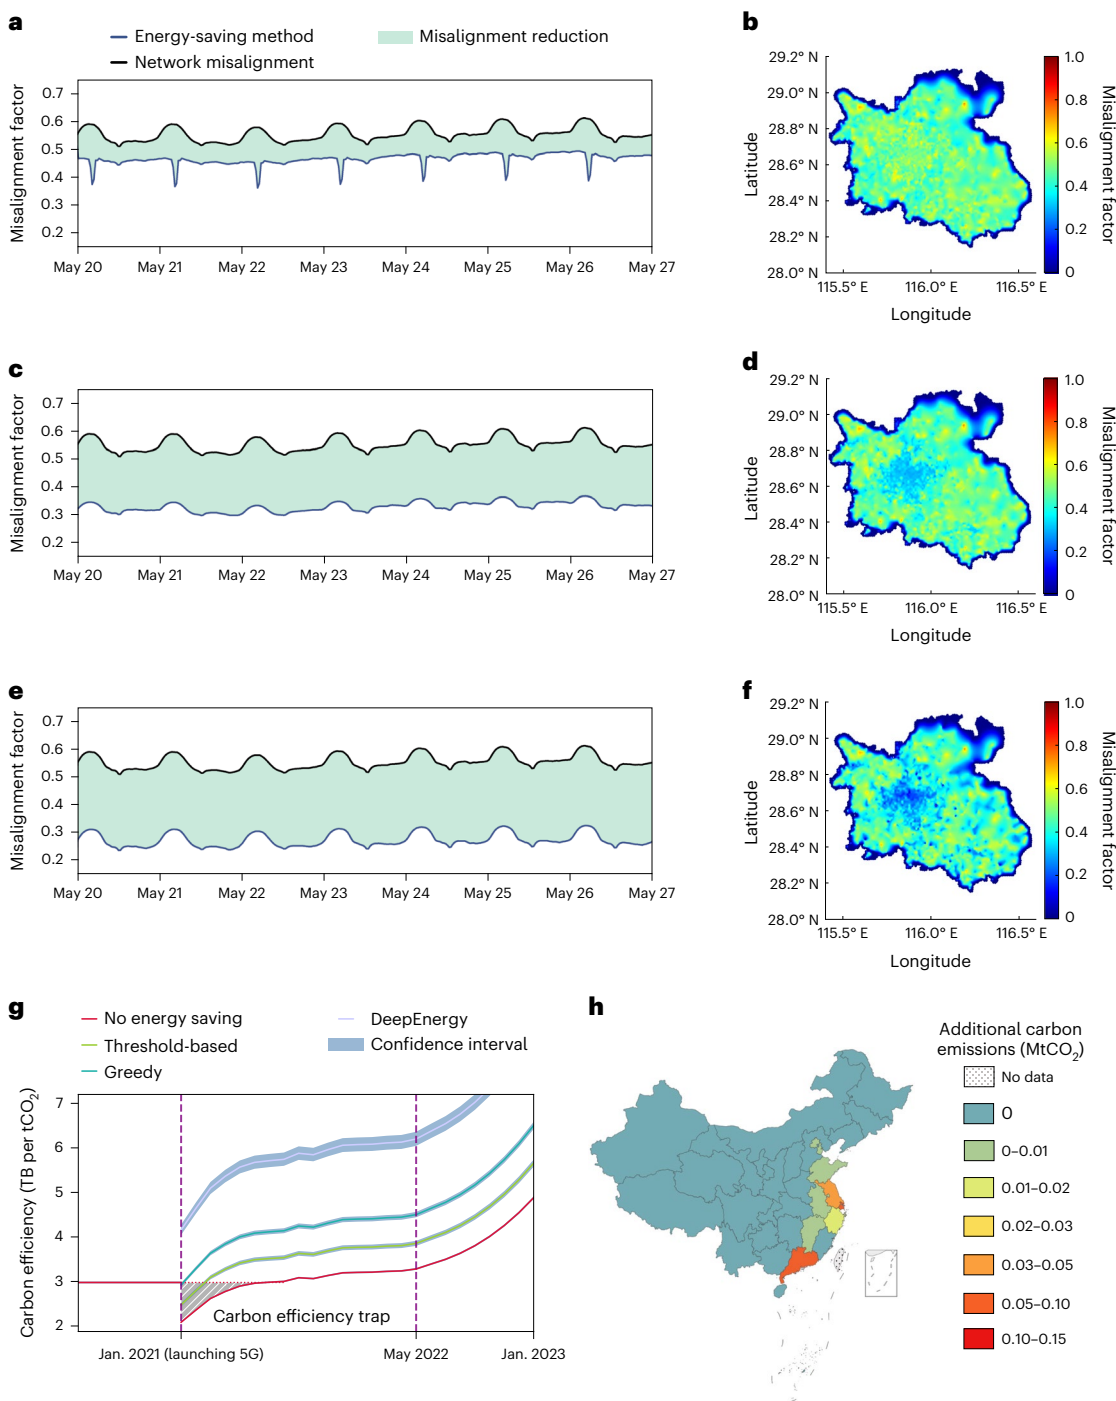 a
Energy-saving method
Misalignment reduction
Network misalignment
Misalignment factor
0.7
0.6
0.5
0.4
0.3
0.2
May 20
May 21
May 22
May 23
May 24
May 25
May 26
May 27
b
29.2° N
29.0° N
28.8° N
28.6° N
28.4° N
28.2° N
28.0° N
Latitude
115.5° E
116.0° E
116.5° E
Longitude
1.0
0.8
0.6
0.4
0.2
0
Misalignment factor
c
Misalignment factor
0.7
0.6
0.5
0.4
0.3
0.2
May 20
May 21
May 22
May 23
May 24
May 25
May 26
May 27
d
29.2° N
29.0° N
28.8° N
28.6° N
28.4° N
28.2° N
28.0° N
Latitude
115.5° E
116.0° E
116.5° E
Longitude
1.0
0.8
0.6
0.4
0.2
0
Misalignment factor
e
Misalignment factor
0.7
0.6
0.5
0.4
0.3
0.2
May 20
May 21
May 22
May 23
May 24
May 25
May 26
May 27
f
29.2° N
29.0° N
28.8° N
28.6° N
28.4° N
28.2° N
28.0° N
Latitude
115.5° E
116.0° E
116.5° E
Longitude
1.0
0.8
0.6
0.4
0.2
0
Misalignment factor
g
No energy saving
DeepEnergy
Threshold-based
Confidence interval
Greedy
Carbon efficiency (TB per tCO₂)
7
6
5
4
3
2
Carbon efficiency trap
Jan. 2021 (launching 5G)
May 2022
Jan. 2023
h
Additional carbon
emissions (MtCO₂)
No data
0
0–0.01
0.01–0.02
0.02–0.03
0.03–0.05
0.05–0.10
0.10–0.15